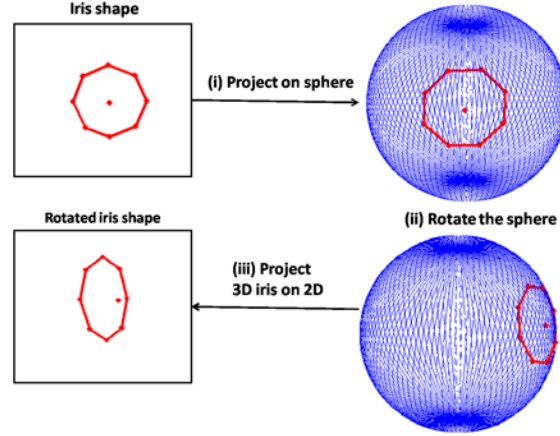 Iris shape
(i) Project on sphere
Rotated iris shape
(ii) Rotate the sphere
(iii) Project
3D iris on 2D